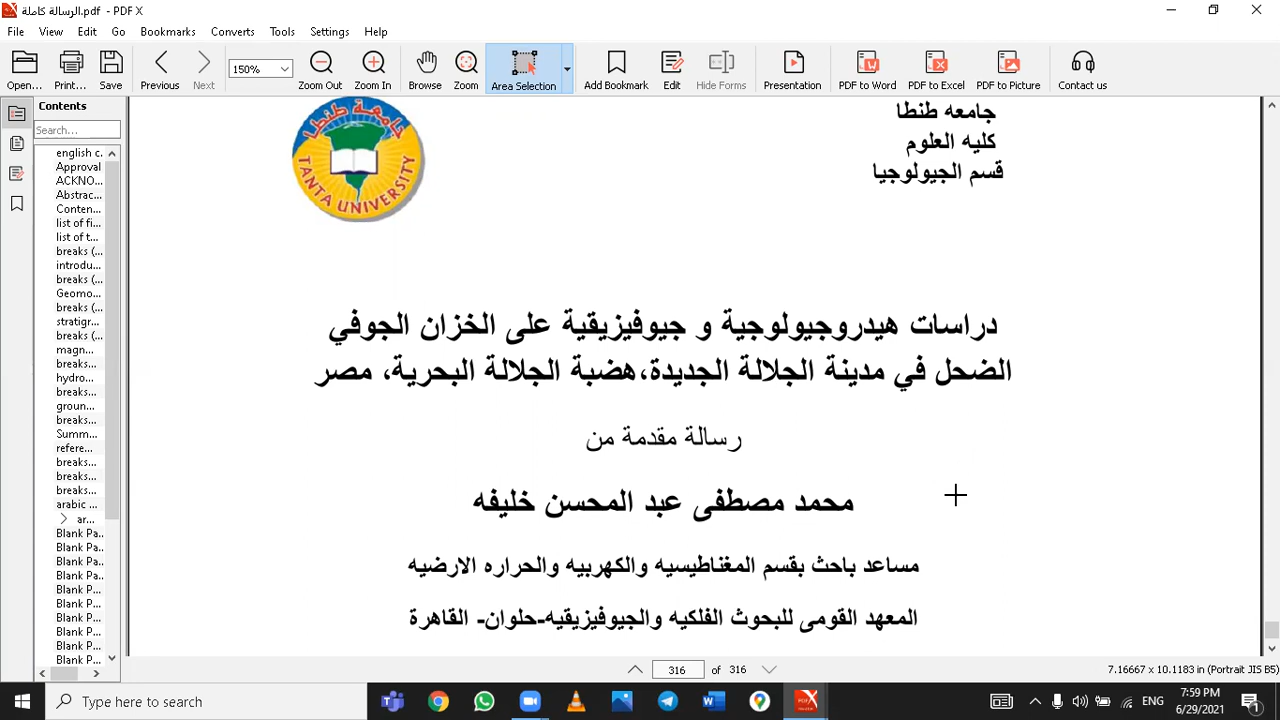 الرسالة كاملة.pdf - PDF X
File View Edit Go Bookmarks Converts Tools Settings Help
Open... Print... Save Previous Next 150% Zoom Out Zoom In Browse Zoom Area Selection Add Bookmark Edit Hide Forms Presentation PDF to Word PDF to Excel PDF to Picture Contact us
Contents
Search...
english c.
Approval
ACKNO...
Abstrac...
Conten...
list of fi...
list of t...
breaks (...
introdu...
breaks (...
Geomo...
breaks (...
stratigr...
breaks (...
magn...
breaks...
hydro...
breaks...
groun...
breaks...
Summ...
refere...
breaks...
breaks...
breaks...
arabic ...
ar...
Blank Pa...
Blank Pa...
Blank Pa...
Blank Pa...
Blank P...
Blank P...
Blank P...
Blank P...
Blank P...
Blank P...
جامعة طنطا
TANTA UNIVERSITY
جامعه طنطا
كليه العلوم
قسم الجيولوجيا
دراسات هيدروجيولوجية و جيوفيزيقية على الخزان الجوفي
الضحل في مدينة الجلالة الجديدة،هضبة الجلالة البحرية، مصر
رسالة مقدمة من
محمد مصطفى عبد المحسن خليفه
مساعد باحث بقسم المغناطيسيه والكهربيه والحراره الارضيه
المعهد القومى للبحوث الفلكيه والجيوفيزيقيه-حلوان- القاهرة
316 of 316
7.16667 x 10.1183 in (Portrait JIS B5)
Type here to search
ENG
7:59 PM
6/29/2021
1